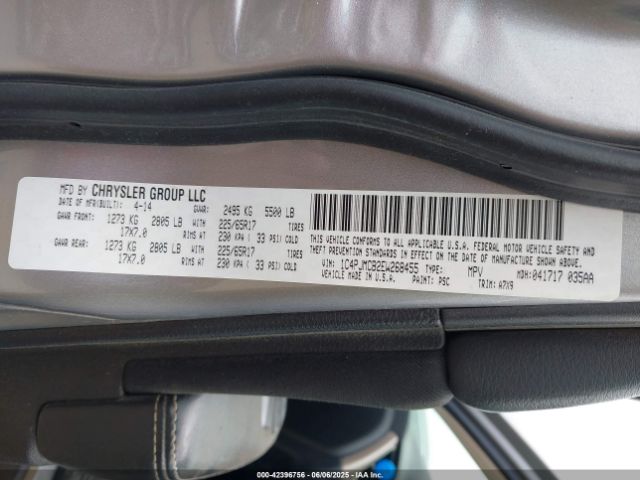 MFD BY CHRYSLER GROUP LLC
DATE OF MFR(BUILT): 4-14 GVWR: 2495 KG 5500 LB
GAWR FRONT: 1273 KG 2805 LB WITH 225/65R17 TIRES
17X7.0 RIMS AT 230 KPA ( 33 PSI) COLD
GAWR REAR: 1273 KG 2805 LB WITH 225/65R17 TIRES
17X7.0 RIMS AT 230 KPA ( 33 PSI) COLD
THIS VEHICLE CONFORMS TO ALL APPLICABLE U.S.A. FEDERAL MOTOR VEHICLE SAFETY AND
THEFT PREVENTION STANDARDS IN EFFECT ON THE DATE OF MANUFACTURE SHOWN ABOVE.
VIN: 1C4PJMCB2EW268455 TYPE: MPV MDH: 041717 035AA
VEHICLE MADE IN U.S.A. PAINT: PSC TRIM: A7X9
000-42396756 - 06/06/2025 - IAAI.COM